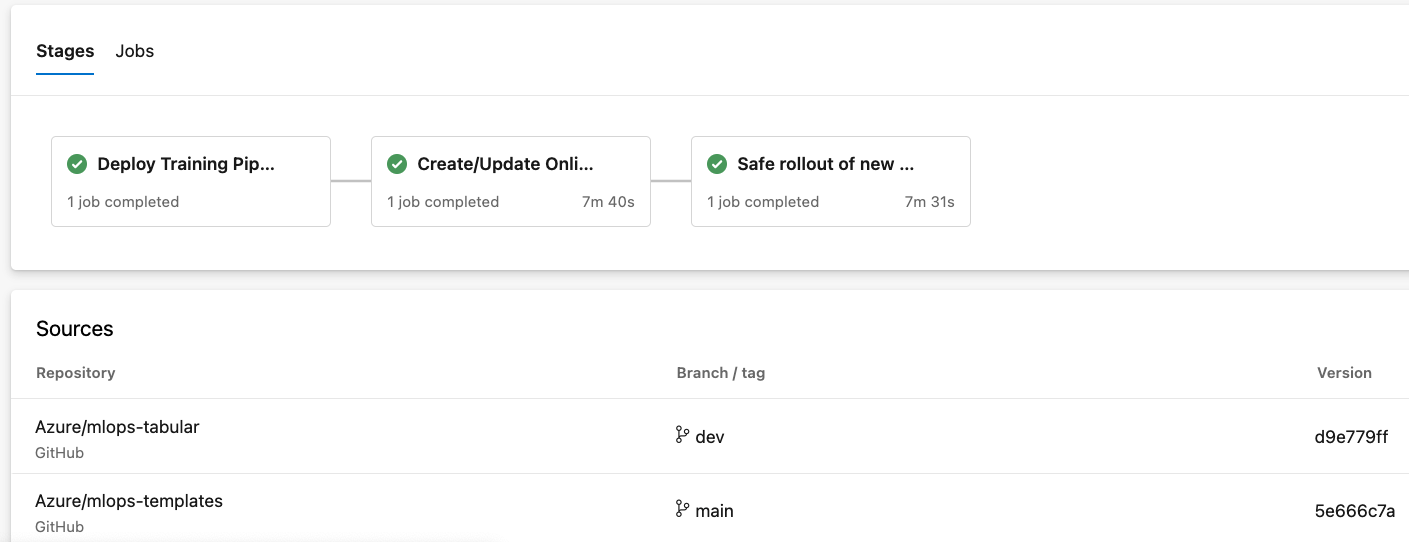 Stages Jobs
Deploy Training Pip... Create/Update Onli... Safe rollout of new ...
1 job completed 1 job completed 7m 40s 1 job completed 7m 31s
Sources
Repository Branch / tag Version
Azure/mlops-tabular
GitHub
dev d9e779ff
Azure/mlops-templates
GitHub
main 5e666c7a